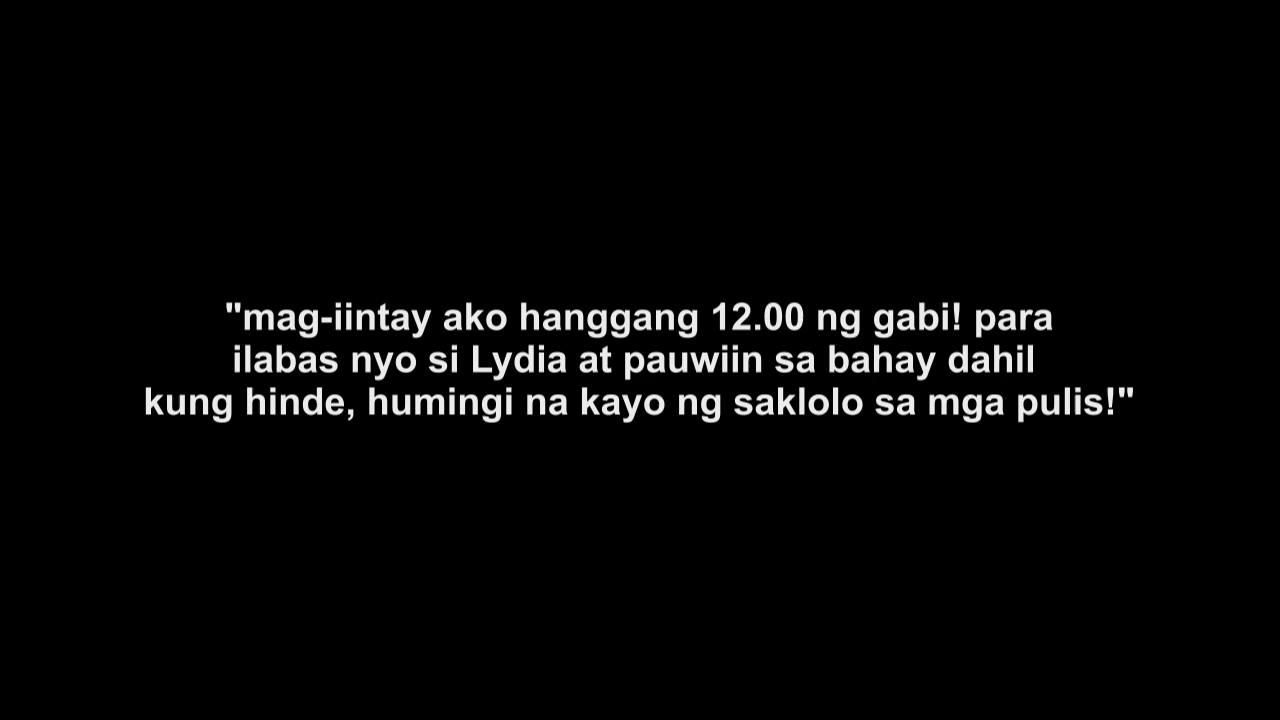 "mag-iintay ako hanggang 12.00 ng gabi! para
ilabas nyo si Lydia at pauwiin sa bahay dahil
kung hinde, humingi na kayo ng saklolo sa mga pulis!"